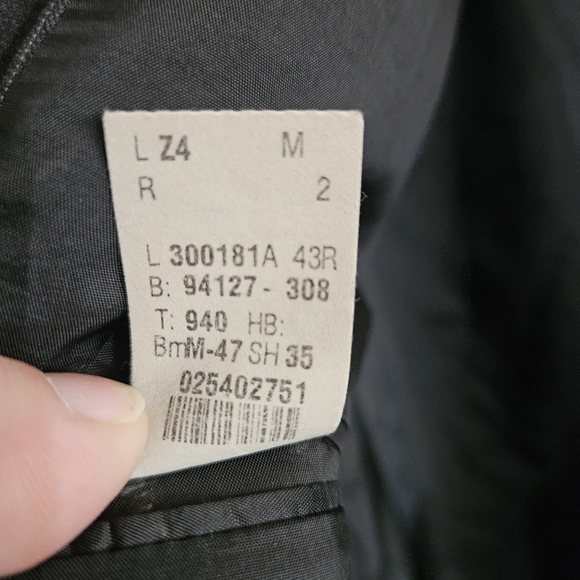 L Z4 M
R 2
L 300181A 43R
B: 94127- 308
T: 940 HB:
BmM-47 SH 35
025402751